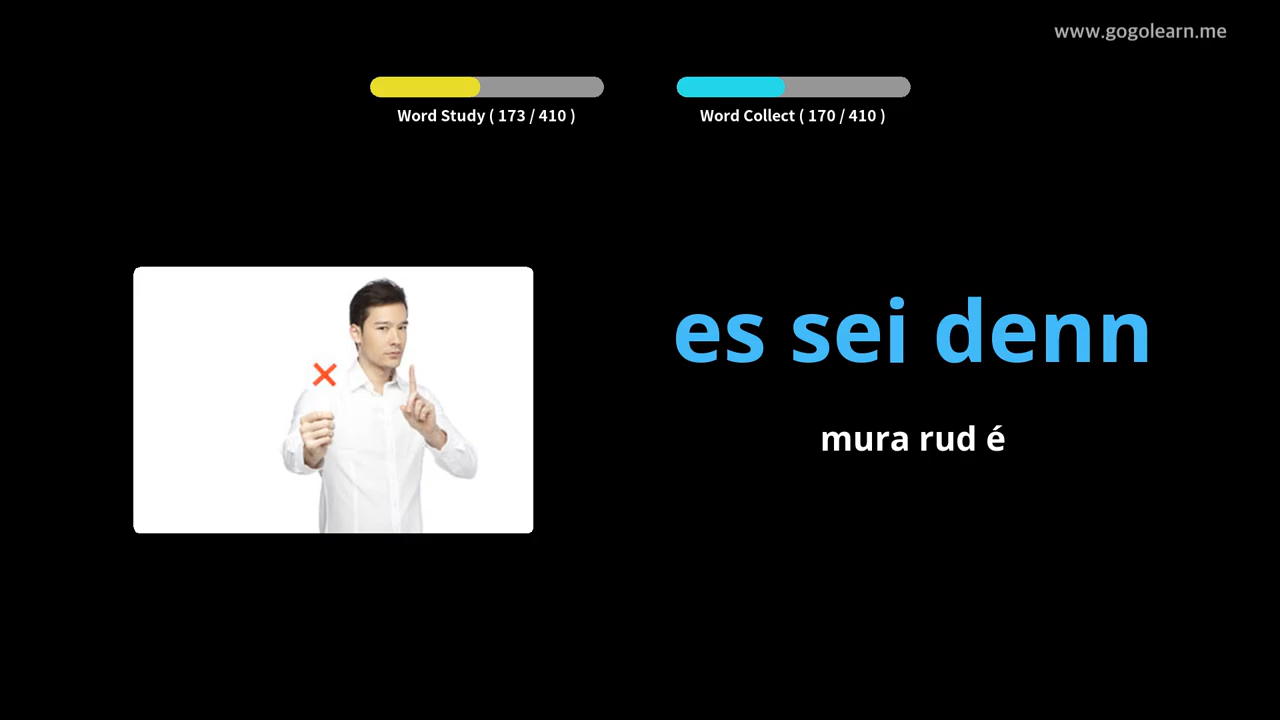 www.gogolearn.me
Word Study ( 173 / 410 )
Word Collect ( 170 / 410 )
es sei denn
mura rud é